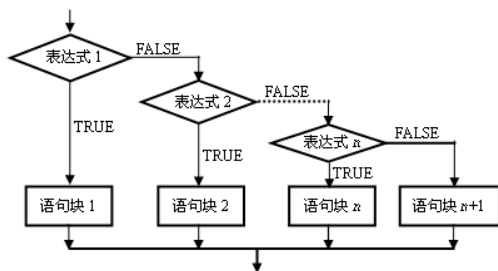 表达式 1
FALSE
表达式 2
FALSE
表达式 n
FALSE
TRUE
TRUE
TRUE
语句块 1
语句块 2
语句块 n
语句块 n+1